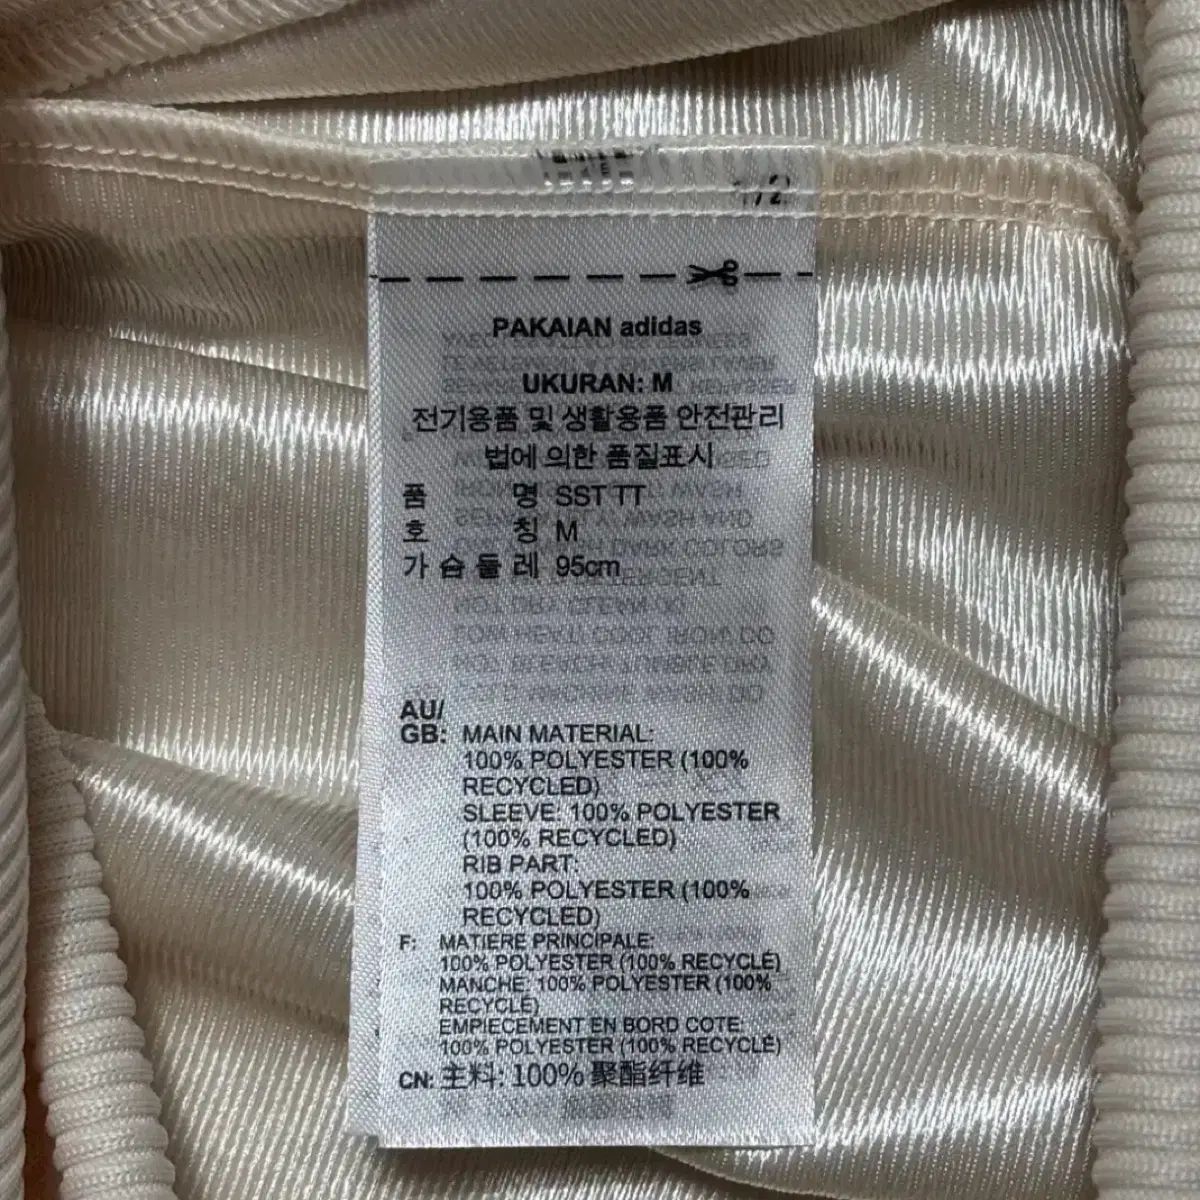 1/2
PAKAIAN adidas
UKURAN: M
전기용품 및 생활용품 안전관리
법에 의한 품질표시
품 명 SST TT
호 칭 M
가슴둘레 95cm
AU/
GB: MAIN MATERIAL:
100% POLYESTER (100%
RECYCLED)
SLEEVE: 100% POLYESTER
(100% RECYCLED)
RIB PART:
100% POLYESTER (100%
RECYCLED)
F: MATIERE PRINCIPALE:
100% POLYESTER (100% RECYCLÉ)
MANCHE: 100% POLYESTER (100%
RECYCLÉ)
EMPIECEMENT EN BORD COTE:
100% POLYESTER (100% RECYCLÉ)
CN: 主料: 100% 聚酯纤维